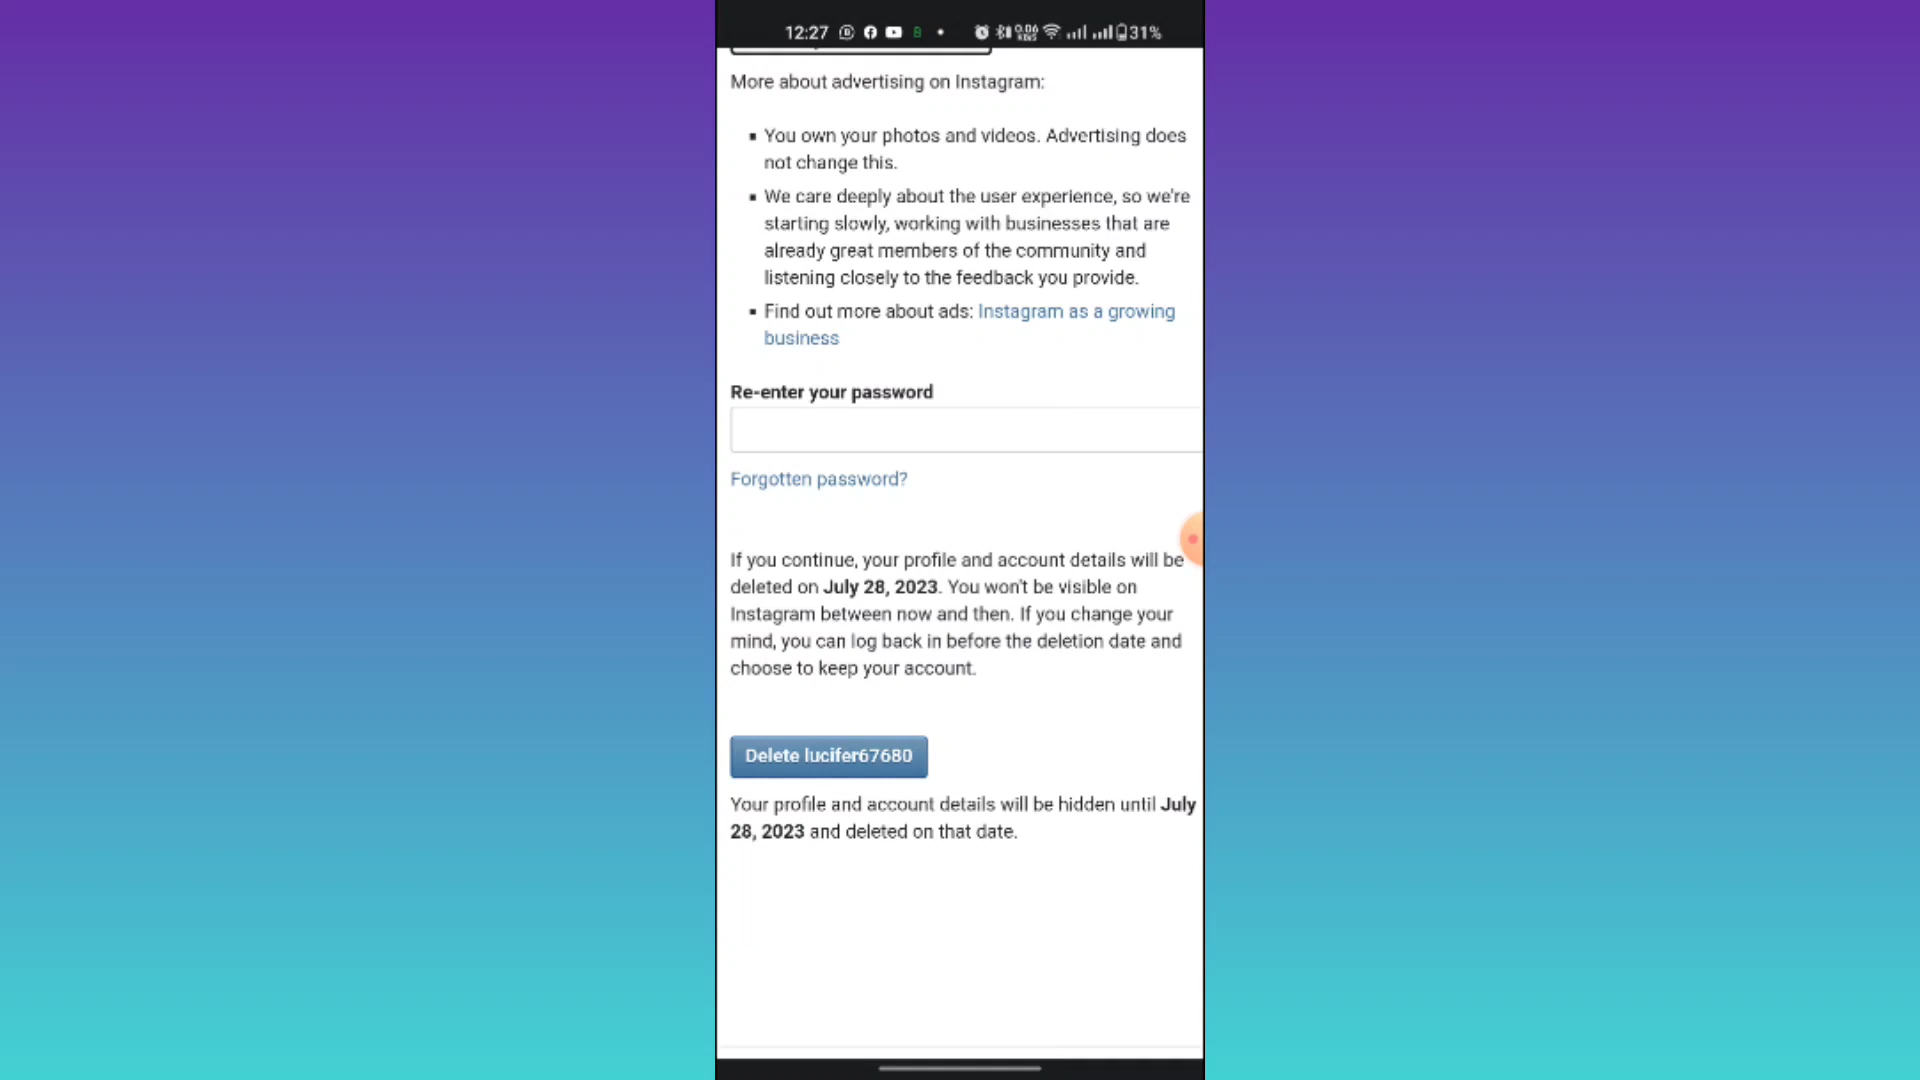 12:27
31%
More about advertising on Instagram:
▪ You own your photos and videos. Advertising does
not change this.
▪ We care deeply about the user experience, so we're
starting slowly, working with businesses that are
already great members of the community and
listening closely to the feedback you provide.
▪ Find out more about ads: Instagram as a growing
business
Re-enter your password
Forgotten password?
If you continue, your profile and account details will be
deleted on July 28, 2023. You won't be visible on
Instagram between now and then. If you change your
mind, you can log back in before the deletion date and
choose to keep your account.
Delete lucifer67680
Your profile and account details will be hidden until July
28, 2023 and deleted on that date.